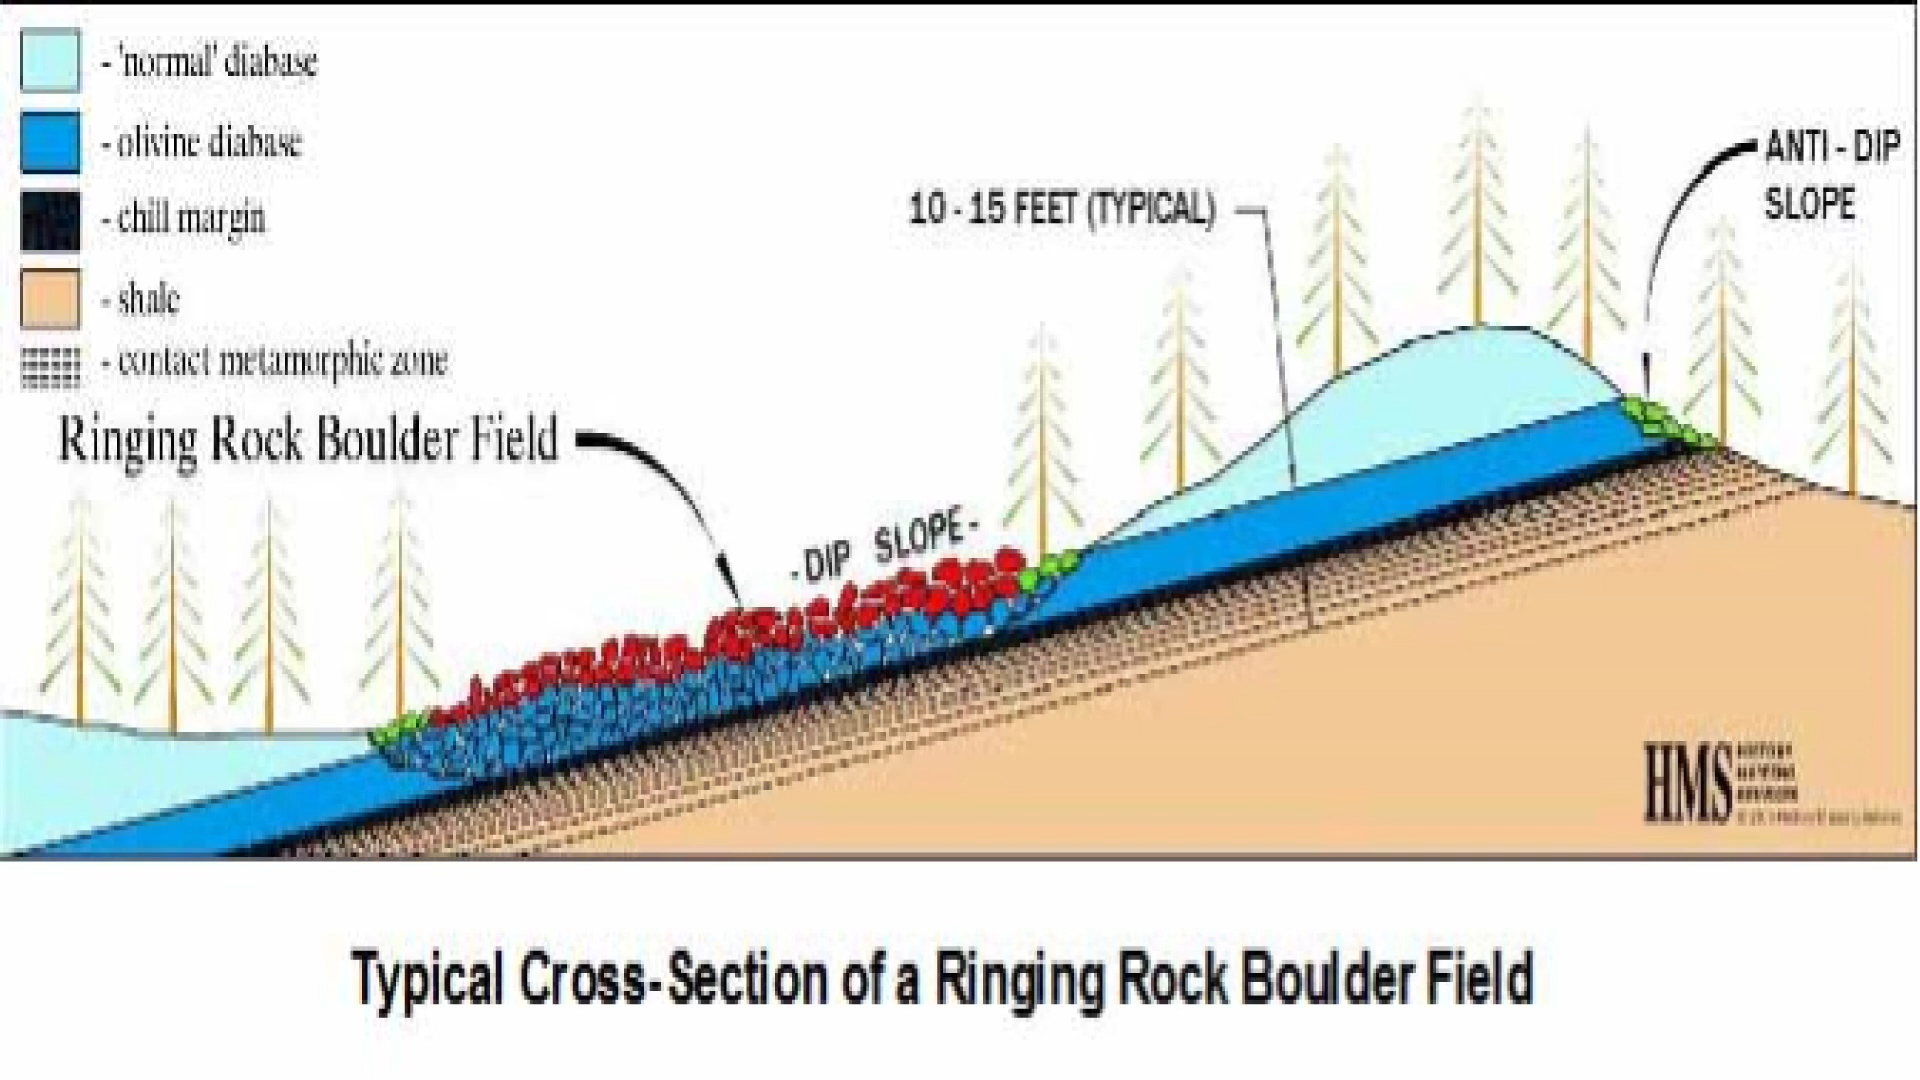 - 'normal' diabase
- olivine diabase
- chill margin
- shale
- contact metamorphic zone
Ringing Rock Boulder Field
10 - 15 FEET (TYPICAL)
ANTI - DIP
SLOPE
- DIP SLOPE -
HMS
Typical Cross-Section of a Ringing Rock Boulder Field